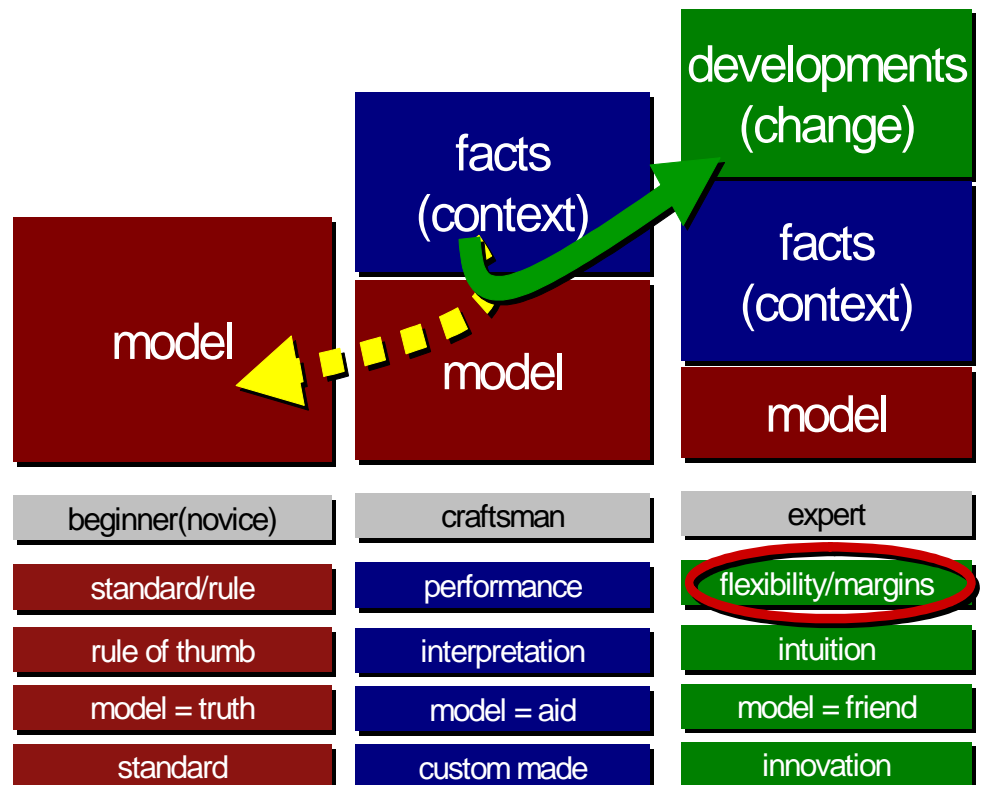 model
facts
(context)
model
developments
(change)
facts
(context)
model
beginner(novice)
craftsman
expert
standard/rule
performance
flexibility/margins
rule of thumb
interpretation
intuition
model = truth
model = aid
model = friend
standard
custom made
innovation